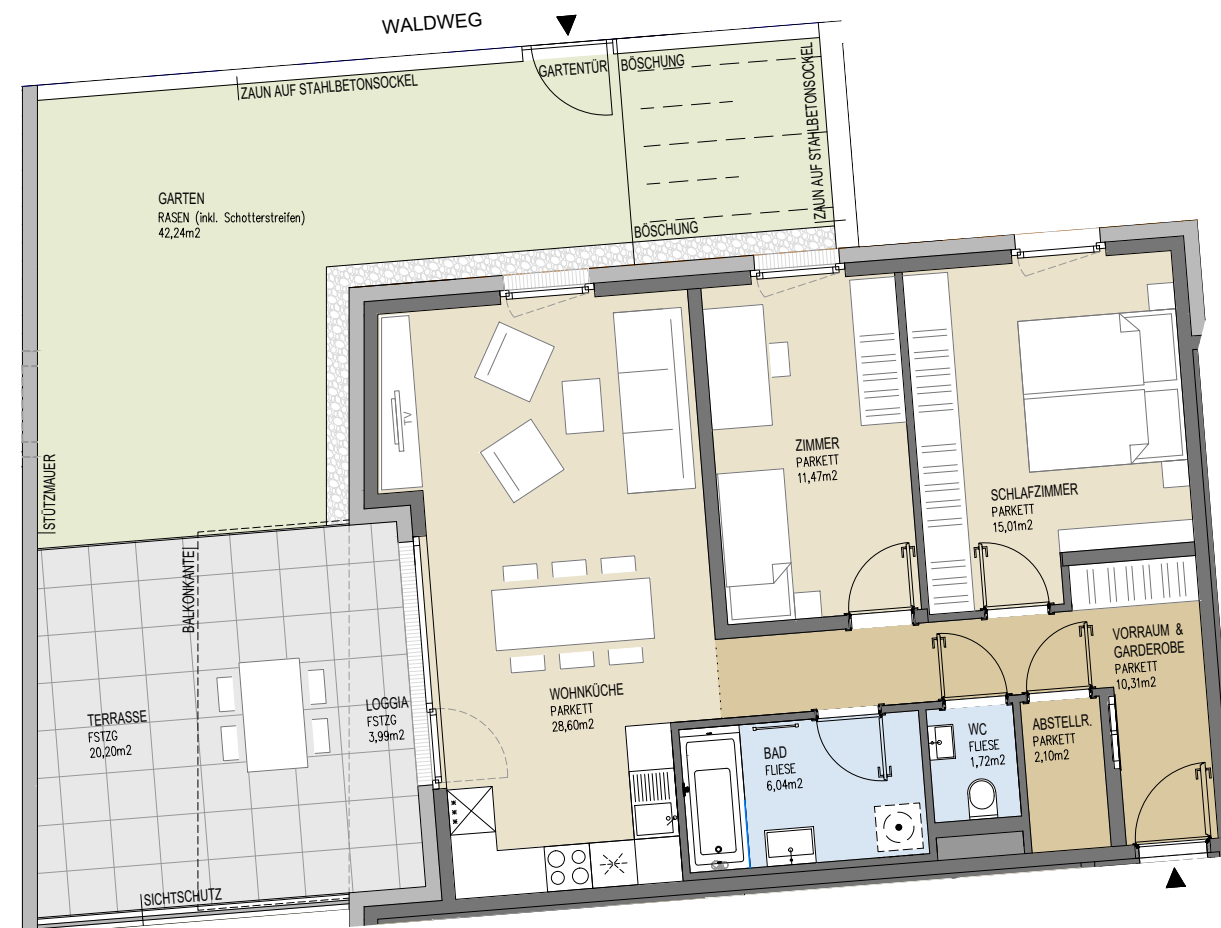 WALDWEG
GARTENTÜR
BÖSCHUNG
ZAUN AUF STAHLBETONSOCKEL
ZAUN AUF STAHLBETONSOCKEL
GARTEN
RASEN (inkl. Schotterstreifen)
42,24m2
BÖSCHUNG
STÜTZMAUER
TV
ZIMMER
PARKETT
11,47m2
SCHLAFZIMMER
PARKETT
15,01m2
BALKONKANTE
VORRAUM &
GARDEROBE
PARKETT
10,31m2
WOHNKÜCHE
PARKETT
28,60m2
LOGGIA
FSTZG
3,99m2
TERRASSE
FSTZG
20,20m2
BAD
FLIESE
6,04m2
WC
FLIESE
1,72m2
ABSTELLR.
PARKETT
2,10m2
SICHTSCHUTZ